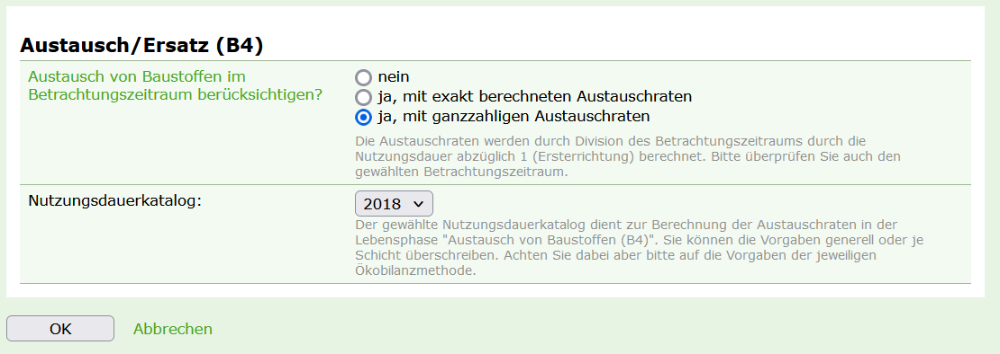 Austausch/Ersatz (B4)
Austausch von Baustoffen im
Betrachtungszeitraum berücksichtigen?
nein
ja, mit exakt berechneten Austauschraten
ja, mit ganzzahligen Austauschraten
Die Austauschraten werden durch Division des Betrachtungszeitraums durch die
Nutzungsdauer abzüglich 1 (Ersterrichtung) berechnet. Bitte überprüfen Sie auch den
gewählten Betrachtungszeitraum.
Nutzungsdauerkatalog:
2018
Der gewählte Nutzungsdauerkatalog dient zur Berechnung der Austauschraten in der
Lebensphase "Austausch von Baustoffen (B4)". Sie können die Vorgaben generell oder je
Schicht überschreiben. Achten Sie dabei aber bitte auf die Vorgaben der jeweiligen
Ökobilanzmethode.
OK
Abbrechen